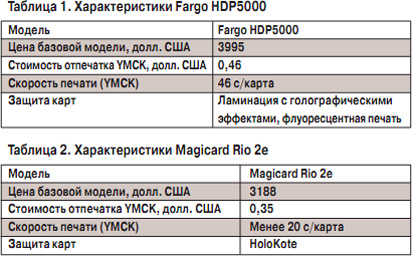 Таблица 1. Характеристики Fargo HDP5000
Модель Fargo HDP5000
Цена базовой модели, долл. США 3995
Стоимость отпечатка YMCK, долл. США 0,46
Скорость печати (YMCK) 46 с/карта
Защита карт Ламинация с голографическими
эффектами, флуоресцентная печать
Таблица 2. Характеристики Magicard Rio 2e
Модель Magicard Rio 2e
Цена базовой модели, долл. США 3188
Стоимость отпечатка YMCK, долл. США 0,35
Скорость печати (YMCK) Менее 20 с/карта
Защита карт HoloKote